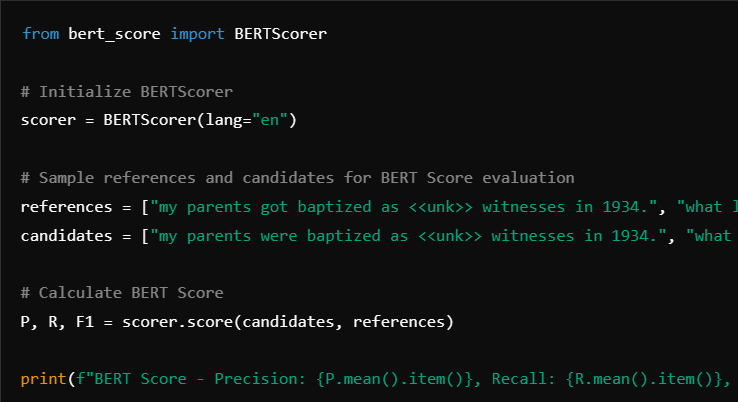 from bert_score import BERTScorer
# Initialize BERTScorer
scorer = BERTScorer(lang="en")
# Sample references and candidates for BERT Score evaluation
references = ["my parents got baptized as <<unk>> witnesses in 1934.", "what l
candidates = ["my parents were baptized as <<unk>> witnesses in 1934.", "what
# Calculate BERT Score
P, R, F1 = scorer.score(candidates, references)
print(f"BERT Score - Precision: {P.mean().item()}, Recall: {R.mean().item()},